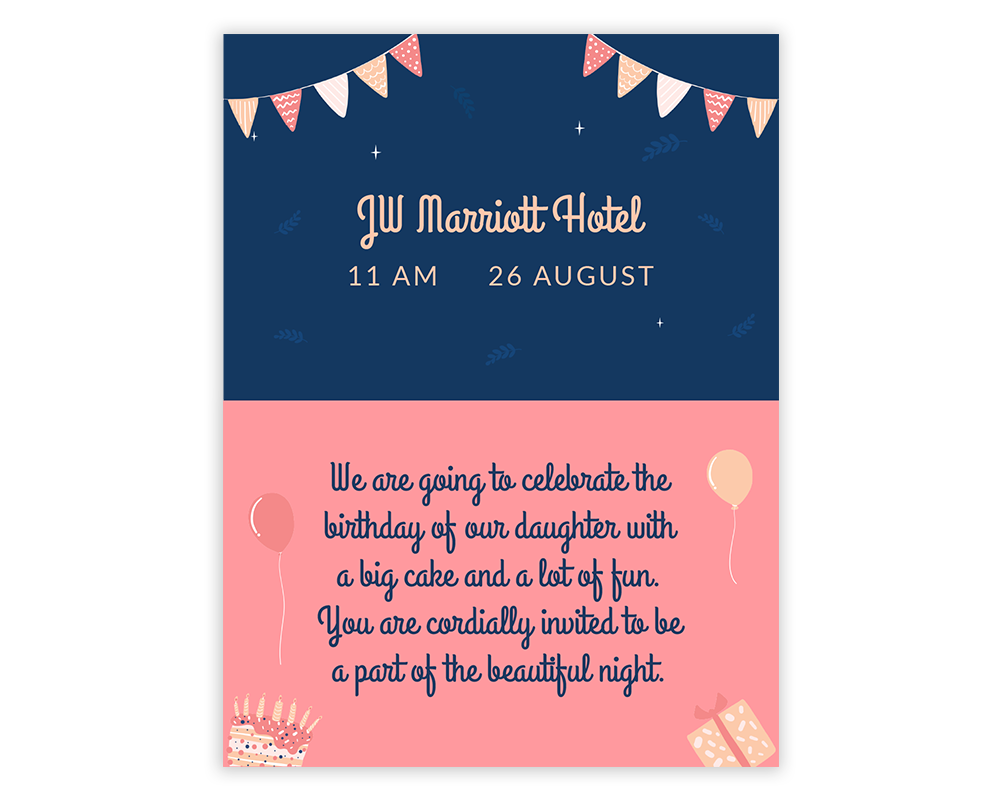 JW Marriott Hotel
11 AM 26 AUGUST
We are going to celebrate the
birthday of our daughter with
a big cake and a lot of fun.
You are cordially invited to be
a part of the beautiful night.